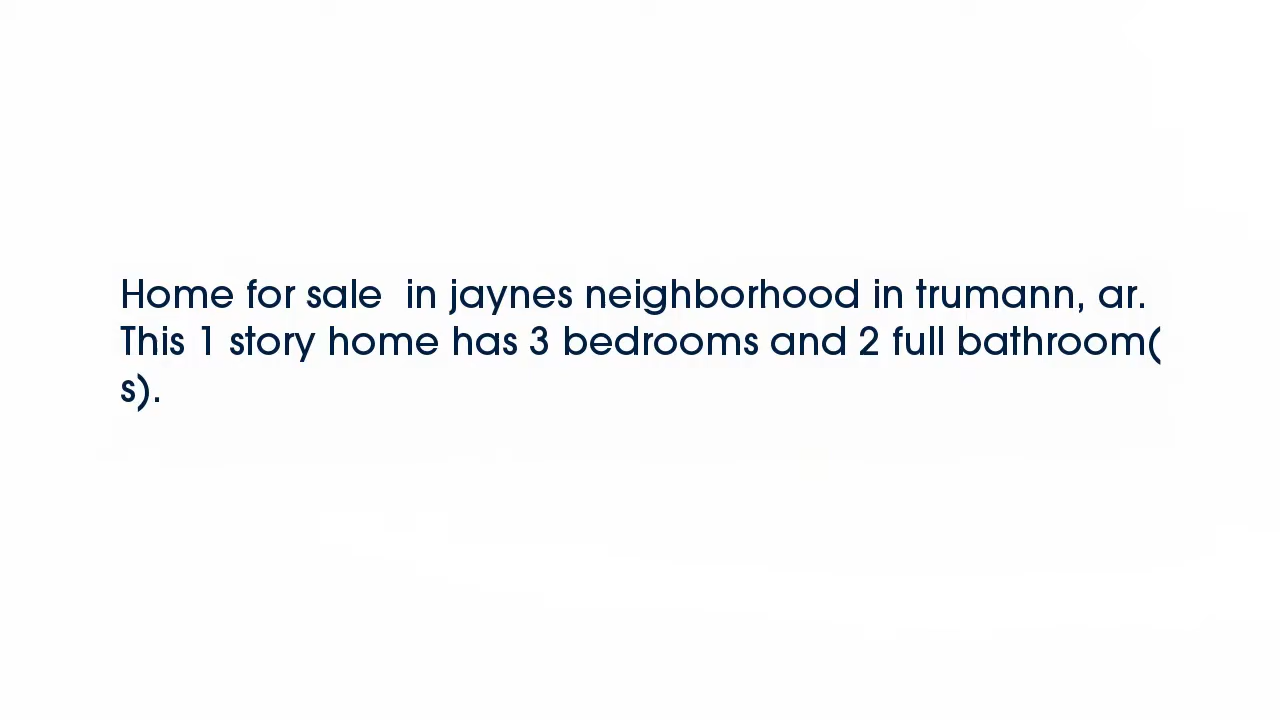 Home for sale  in jaynes neighborhood in trumann, ar.
This 1 story home has 3 bedrooms and 2 full bathroom(
s).